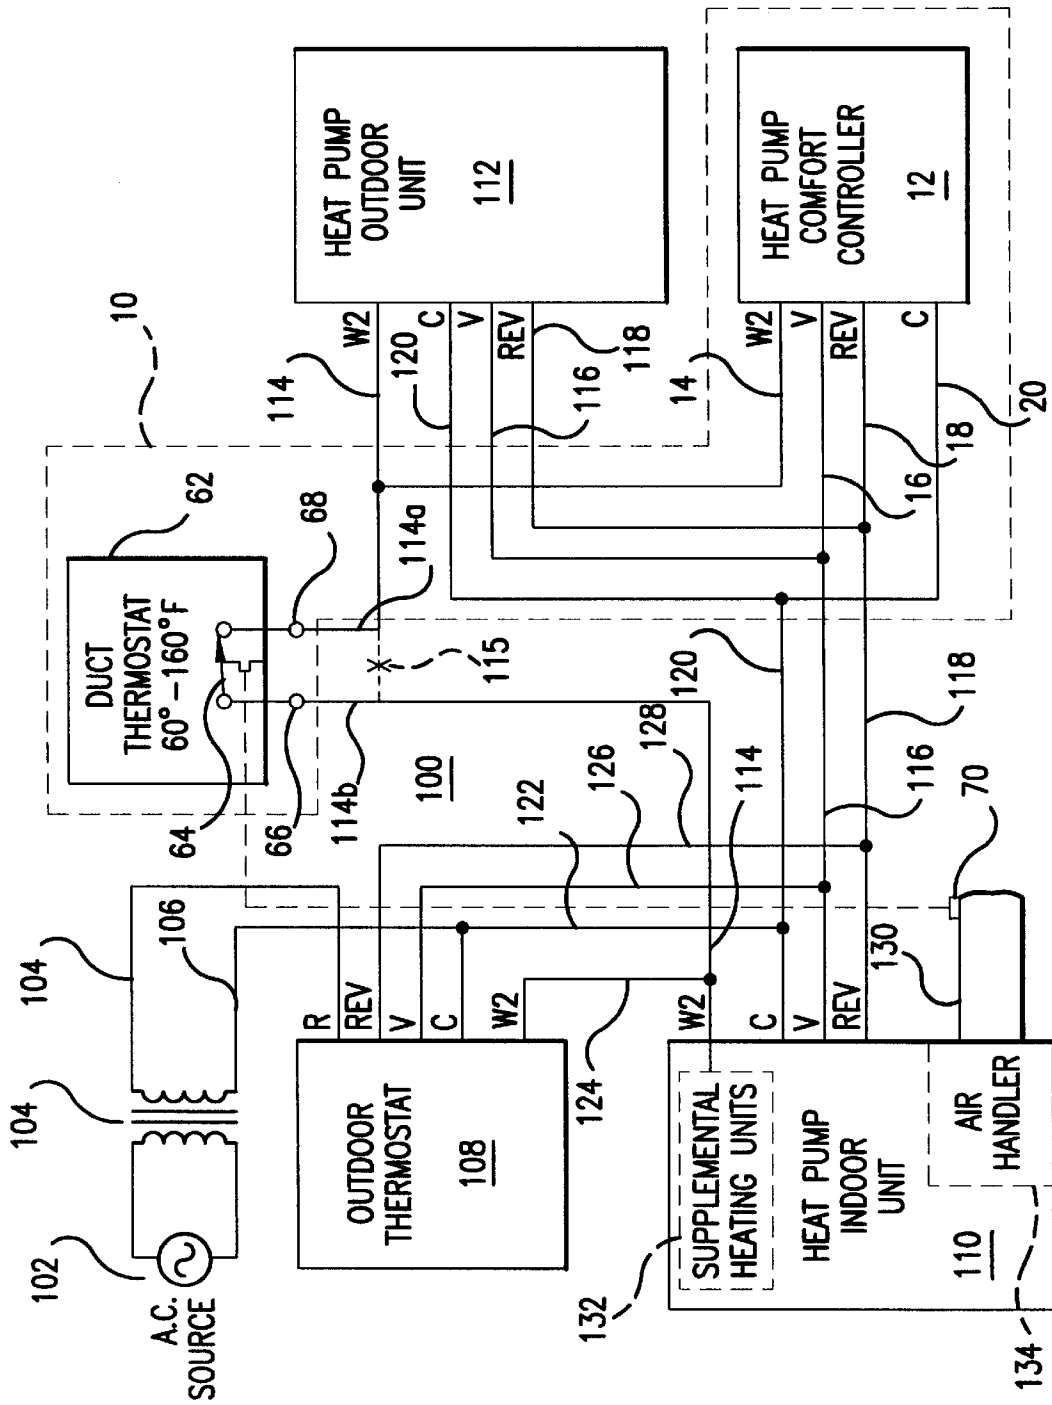 102
A.C.
SOURCE
104
104
106
OUTDOOR
THERMOSTAT
108
R
REV
V
C
W2
124
132
SUPPLEMENTAL
HEATING UNITS
HEAT PUMP
INDOOR
UNIT
110
AIR
HANDLER
134
W2
C
V
REV
130
70
DUCT
THERMOSTAT
60°-160°F
62
64
66
68
10
114b
114a
115
100
122
126
128
114
120
116
118
HEAT PUMP
OUTDOOR
UNIT
112
W2
C
V
REV
114
120
116
118
HEAT PUMP
COMFORT
CONTROLLER
12
W2
V
REV
C
14
16
18
20